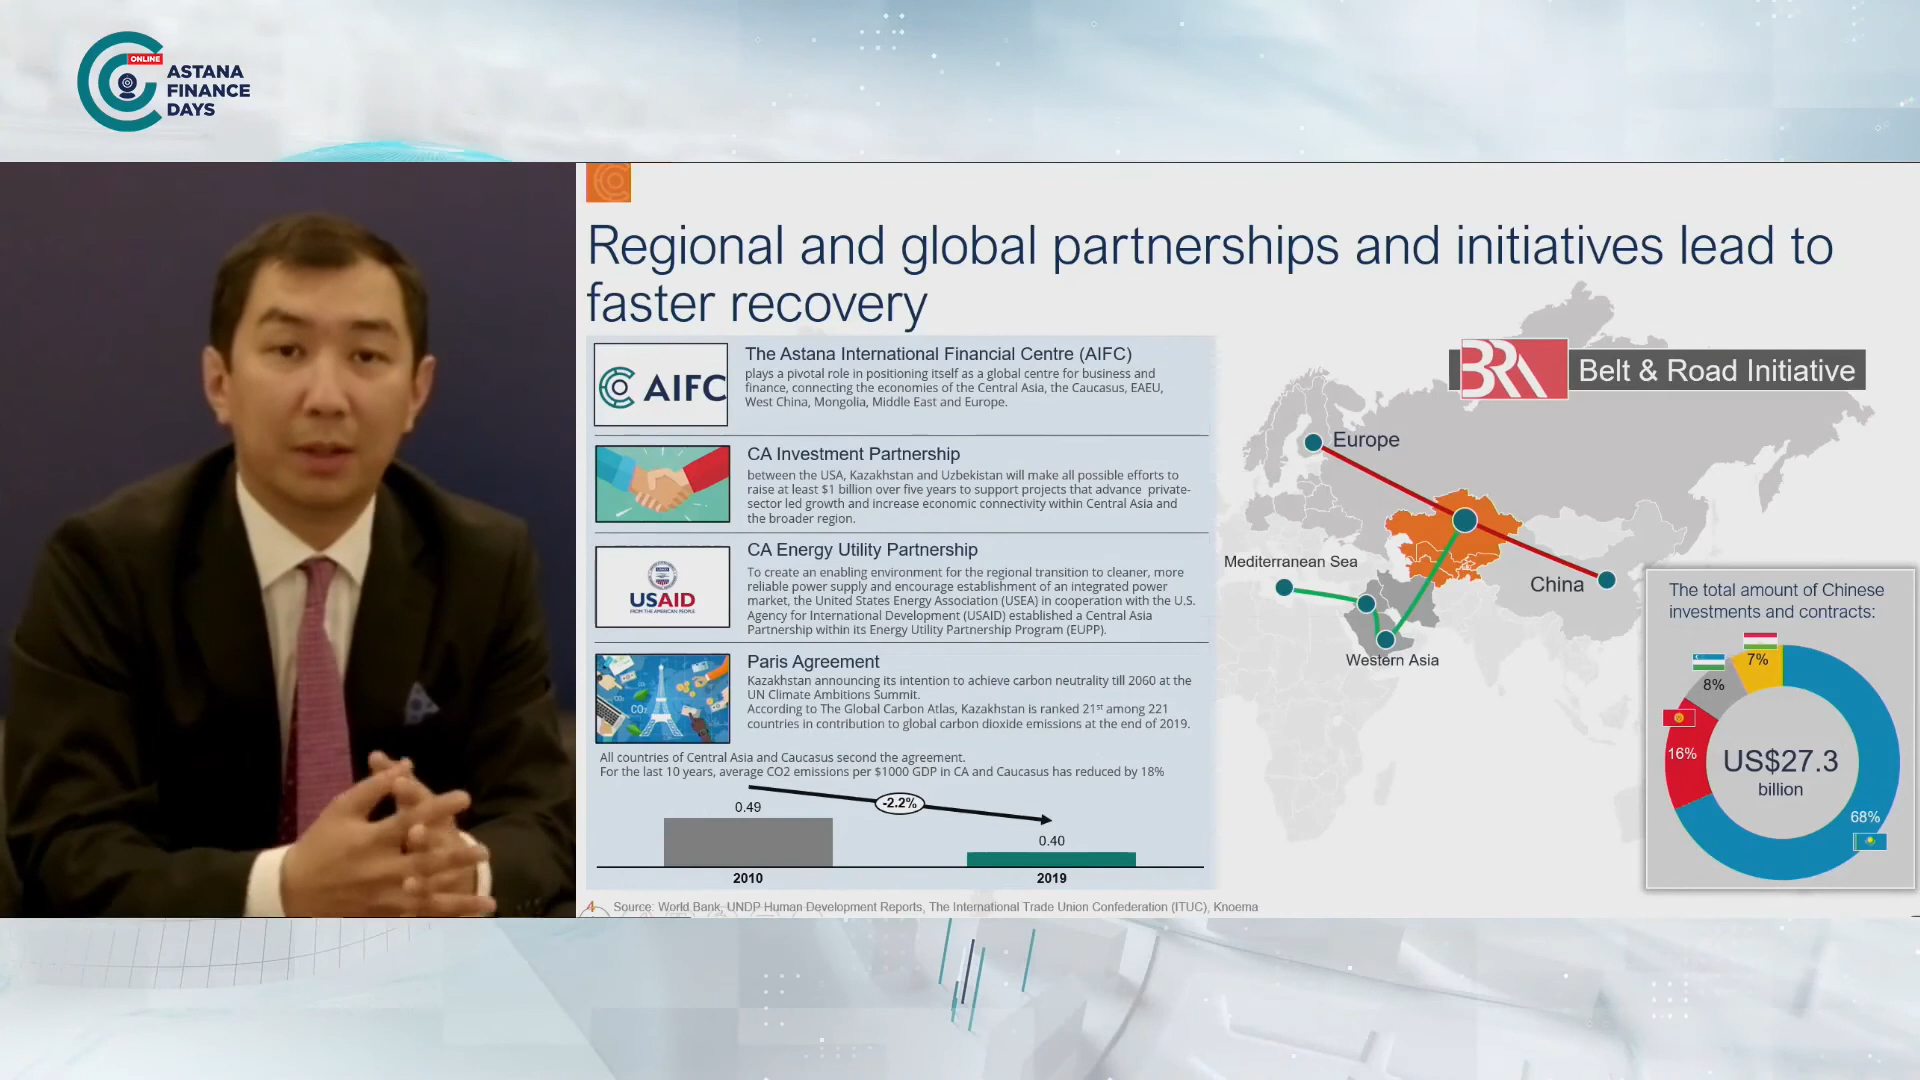 ONLINE
ASTANA
FINANCE
DAYS
Regional and global partnerships and initiatives lead to
faster recovery
AIFC
The Astana International Financial Centre (AIFC)
plays a pivotal role in positioning itself as a global centre for business and
finance, connecting the economies of the Central Asia, the Caucasus, EAEU,
West China, Mongolia, Middle East and Europe.
CA Investment Partnership
between the USA, Kazakhstan and Uzbekistan will make all possible efforts to
raise at least $1 billion over five years to support projects that advance private-
sector led growth and increase economic connectivity within Central Asia and
the broader region.
USAID
FROM THE AMERICAN PEOPLE
CA Energy Utility Partnership
To create an enabling environment for the regional transition to cleaner, more
reliable power supply and encourage establishment of an integrated power
market, the United States Energy Association (USEA) in cooperation with the U.S.
Agency for International Development (USAID) established a Central Asia
Partnership within its Energy Utility Partnership Program (EUPP).
CO₂
Paris Agreement
Kazakhstan announcing its intention to achieve carbon neutrality till 2060 at the
UN Climate Ambitions Summit.
According to The Global Carbon Atlas, Kazakhstan is ranked 21st among 221
countries in contribution to global carbon dioxide emissions at the end of 2019.
All countries of Central Asia and Caucasus second the agreement.
For the last 10 years, average CO2 emissions per $1000 GDP in CA and Caucasus has reduced by 18%
-2.2%
0.49
0.40
2010
2019
4 Source: World Bank, UNDP Human Development Reports, The International Trade Union Confederation (ITUC), Knoema
BRI
Belt & Road Initiative
Europe
Mediterranean Sea
China
Western Asia
The total amount of Chinese
investments and contracts:
7%
8%
16%
US$27.3
billion
68%